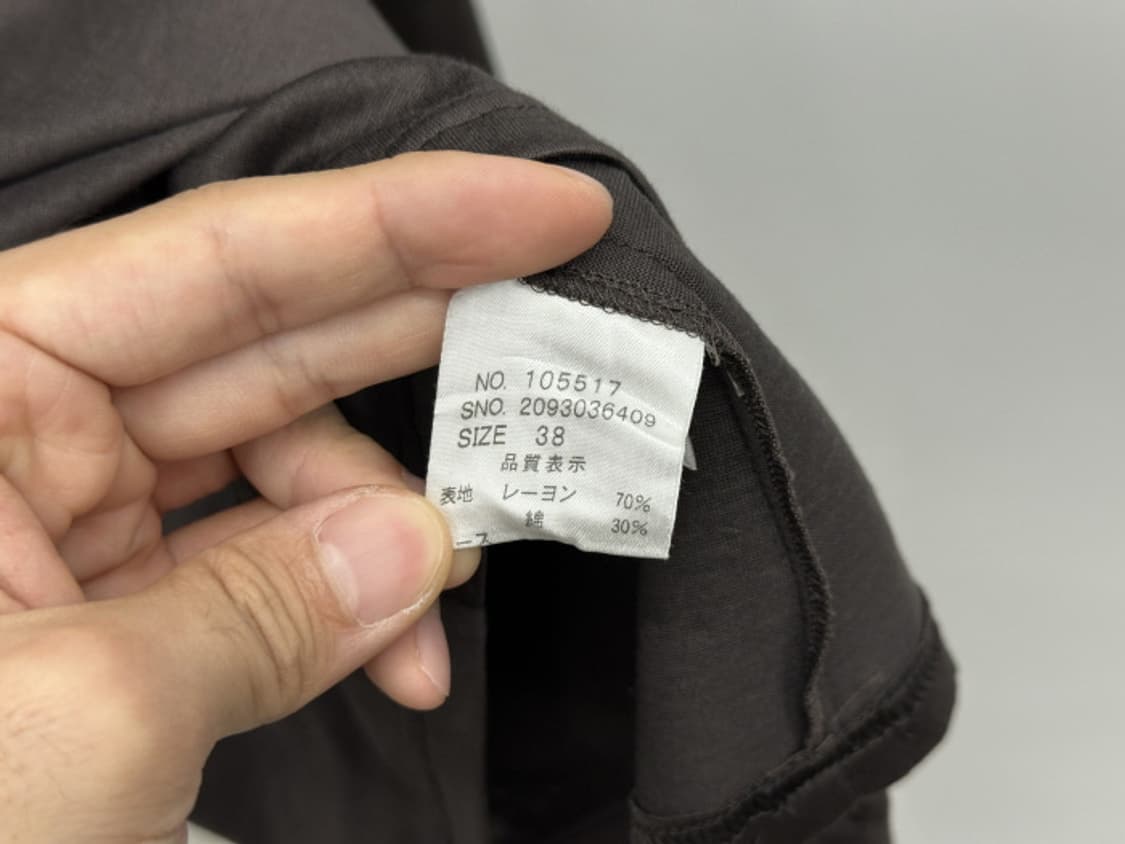 NO. 105517
SNO. 2093036409
SIZE 38
品質表示
表地 レーヨン 70%
綿 30%